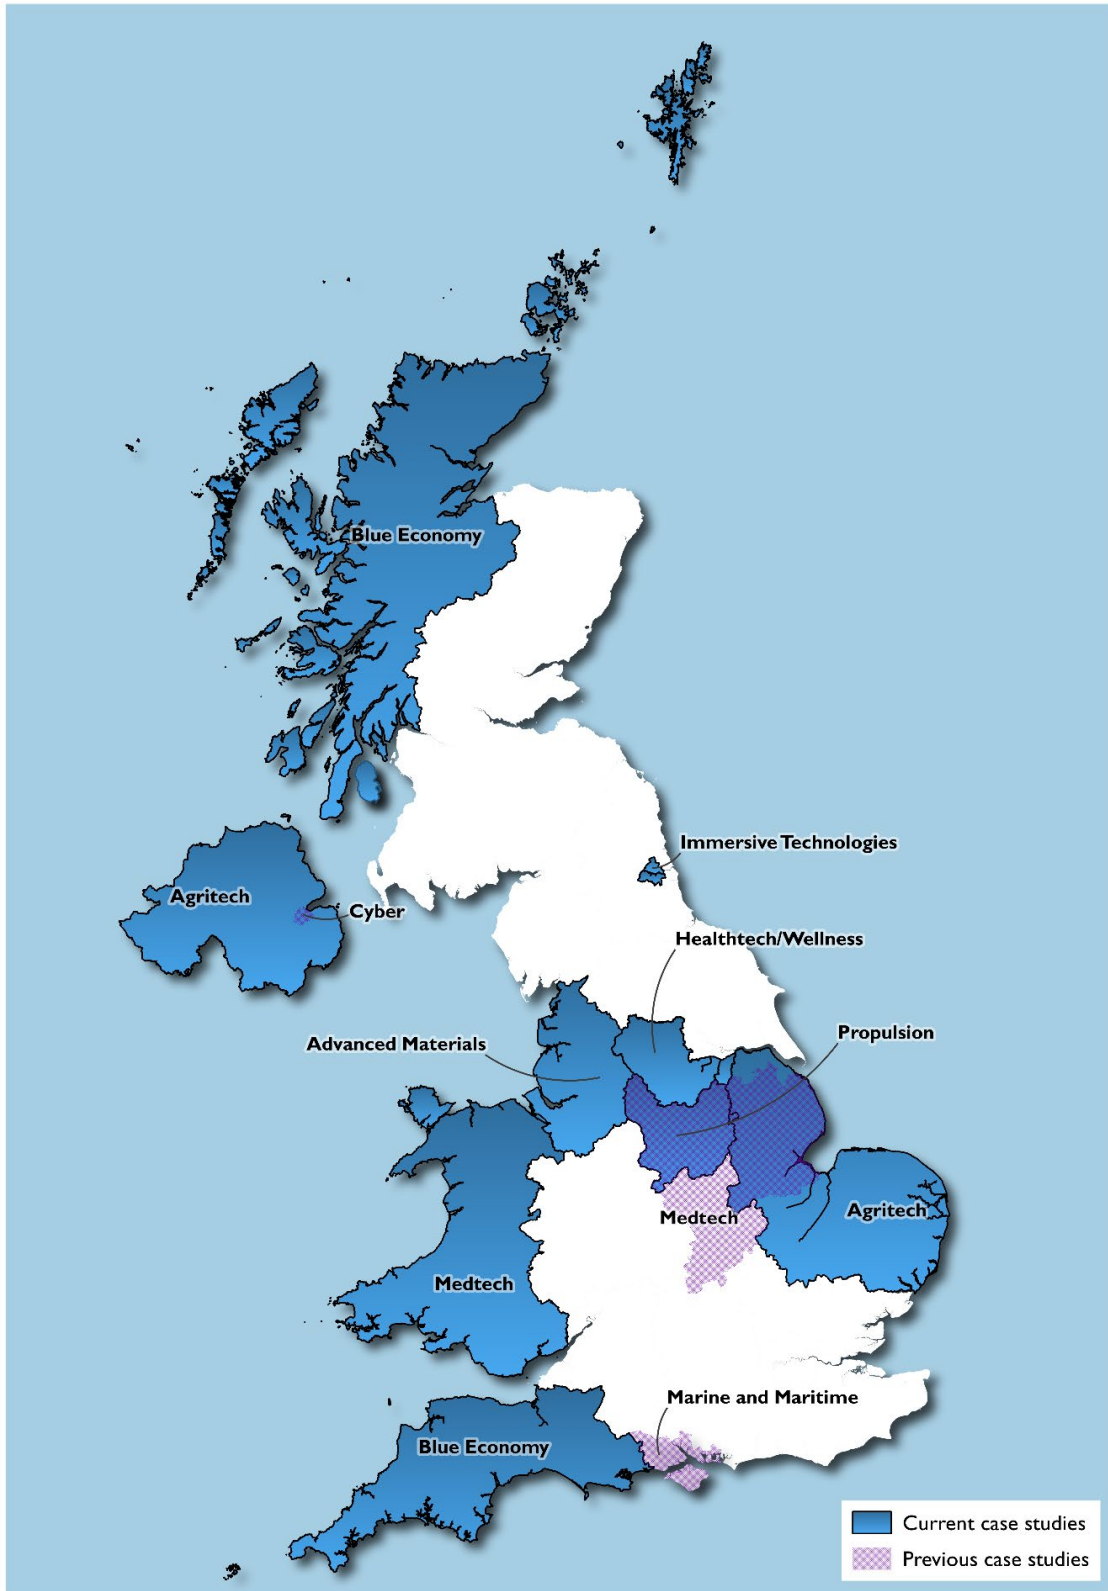 Blue Economy
Immersive Technologies
Agritech
Cyber
Healthtech/Wellness
Propulsion
Advanced Materials
Agritech
Medtech
Medtech
Marine and Maritime
Blue Economy
Current case studies
Previous case studies